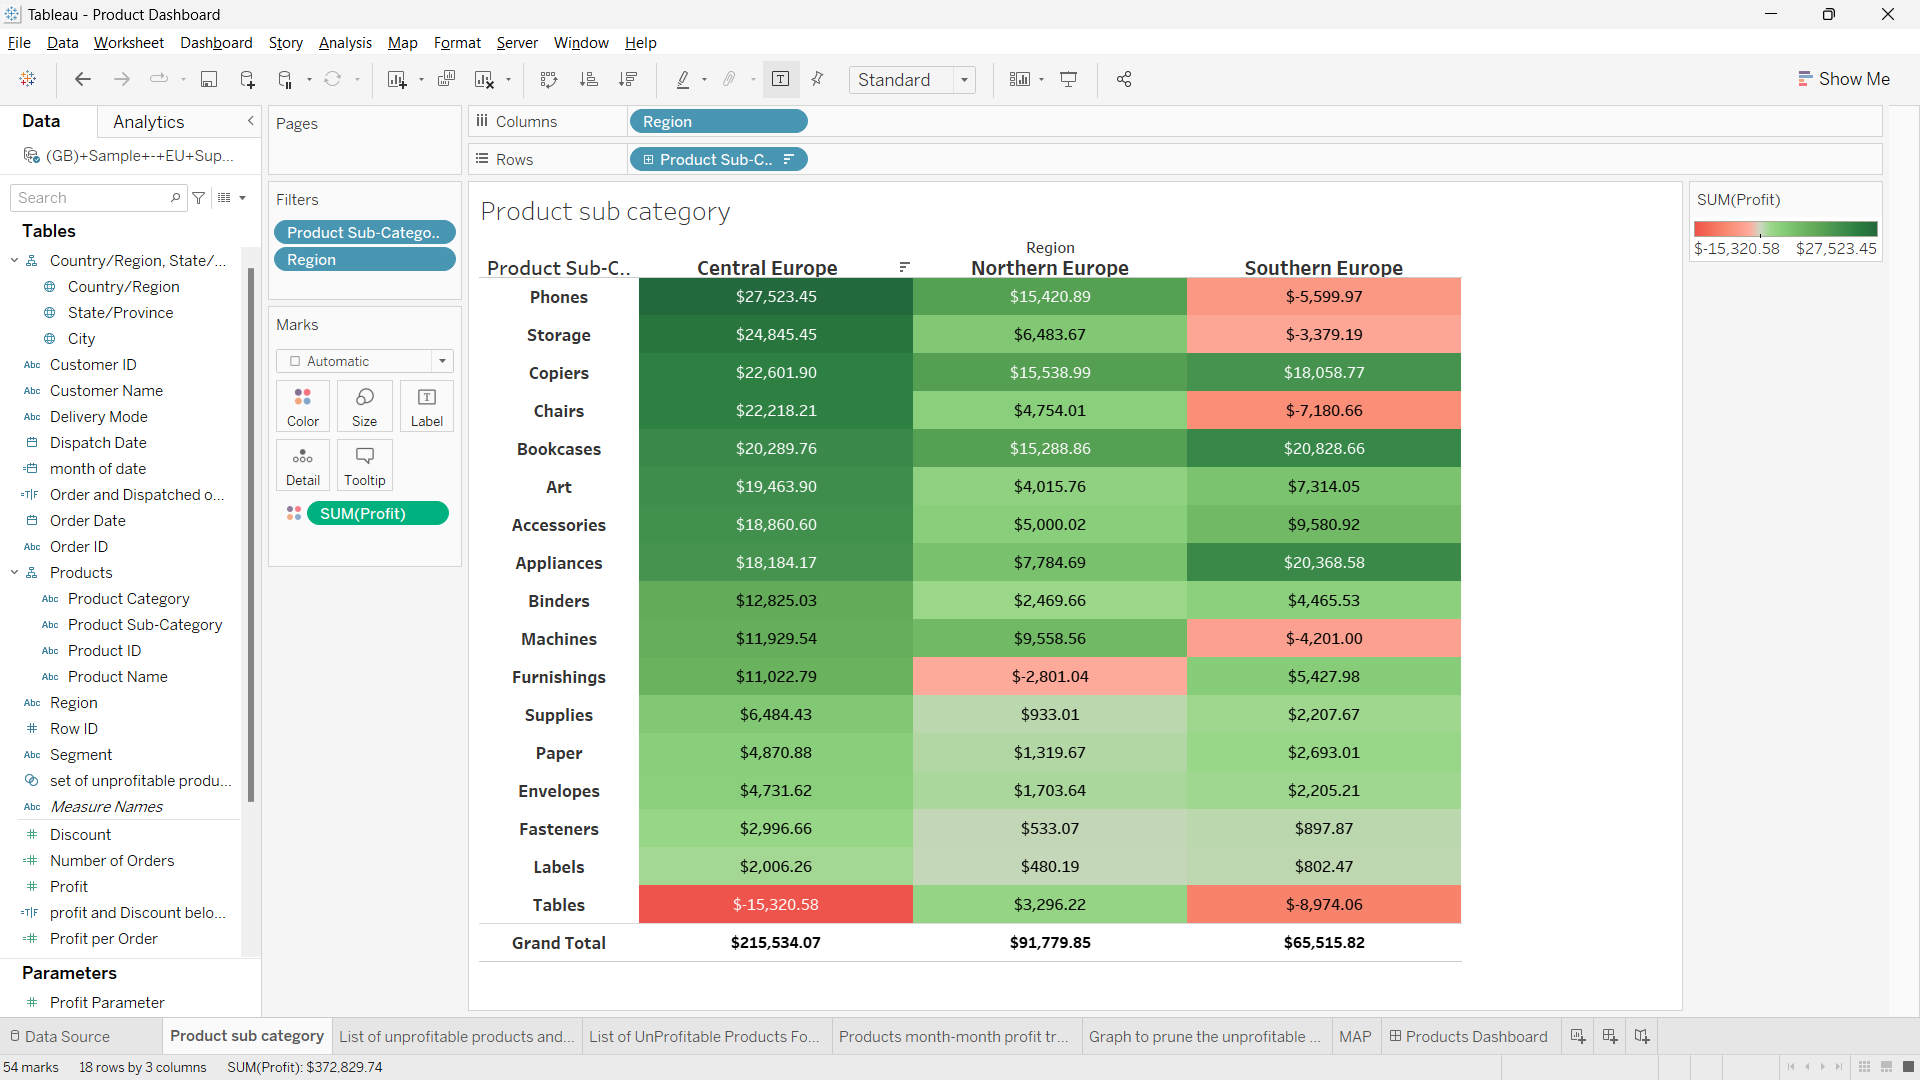 Tableau - Product Dashboard
File Data Worksheet Dashboard Story Analysis Map Format Server Window Help
Standard
Show Me
Data
Analytics
(GB)+Sample+-+EU+Sup...
Search
Tables
Country/Region, State/...
Country/Region
State/Province
City
Abc Customer ID
Abc Customer Name
Abc Delivery Mode
Dispatch Date
month of date
=T|F Order and Dispatched o...
Order Date
Abc Order ID
Products
Abc Product Category
Abc Product Sub-Category
Abc Product ID
Abc Product Name
Abc Region
# Row ID
Abc Segment
set of unprofitable produ...
Abc Measure Names
# Discount
=# Number of Orders
# Profit
=T|F profit and Discount belo...
=# Profit per Order
Parameters
# Profit Parameter
Pages
Filters
Product Sub-Catego..
Region
Marks
Automatic
Color Size Label
Detail Tooltip
SUM(Profit)
Columns Region
Rows Product Sub-C..
Product sub category
Region
Product Sub-C.. Central Europe Northern Europe Southern Europe
Phones $27,523.45 $15,420.89 $-5,599.97
Storage $24,845.45 $6,483.67 $-3,379.19
Copiers $22,601.90 $15,538.99 $18,058.77
Chairs $22,218.21 $4,754.01 $-7,180.66
Bookcases $20,289.76 $15,288.86 $20,828.66
Art $19,463.90 $4,015.76 $7,314.05
Accessories $18,860.60 $5,000.02 $9,580.92
Appliances $18,184.17 $7,784.69 $20,368.58
Binders $12,825.03 $2,469.66 $4,465.53
Machines $11,929.54 $9,558.56 $-4,201.00
Furnishings $11,022.79 $-2,801.04 $5,427.98
Supplies $6,484.43 $933.01 $2,207.67
Paper $4,870.88 $1,319.67 $2,693.01
Envelopes $4,731.62 $1,703.64 $2,205.21
Fasteners $2,996.66 $533.07 $897.87
Labels $2,006.26 $480.19 $802.47
Tables $-15,320.58 $3,296.22 $-8,974.06
Grand Total $215,534.07 $91,779.85 $65,515.82
SUM(Profit)
$-15,320.58 $27,523.45
Data Source Product sub category List of unprofitable products and... List of UnProfitable Products Fo... Products month-month profit tr... Graph to prune the unprofitable ... MAP Products Dashboard
54 marks 18 rows by 3 columns SUM(Profit): $372,829.74